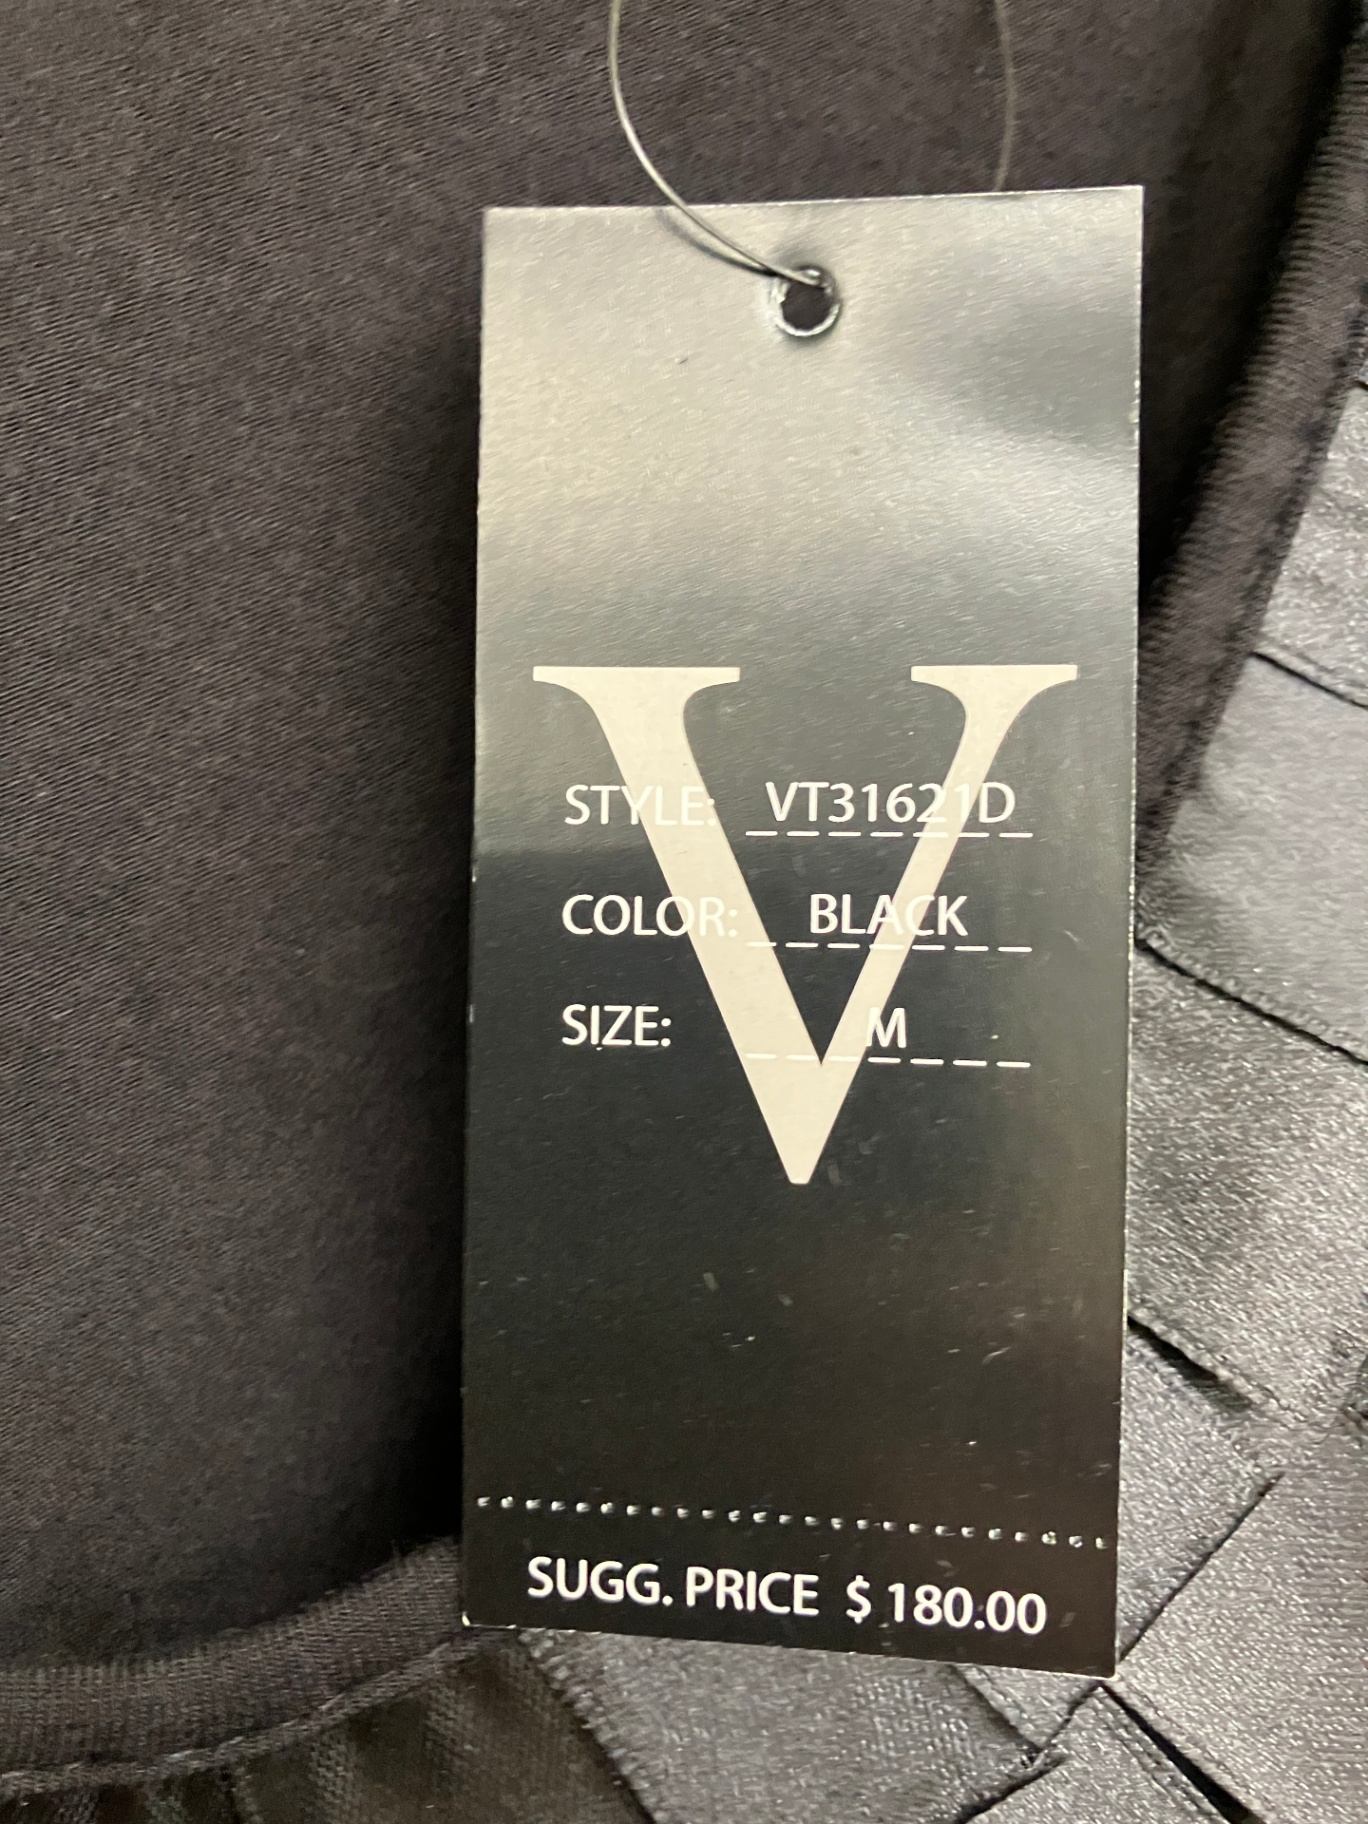 V
STYLE: VT31621D
COLOR: BLACK
SIZE: M
SUGG. PRICE $ 180.00